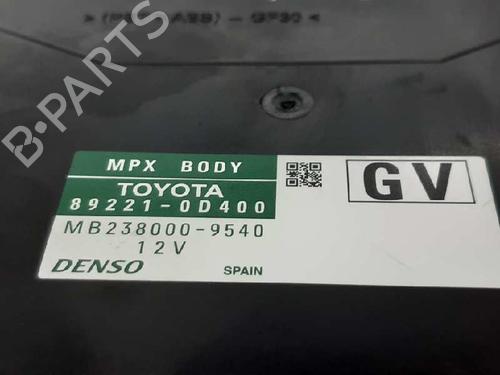 B-PARTS
MPX BODY
TOYOTA
89221-0D400
MB238000-9540
12V
DENSO
SPAIN
GV